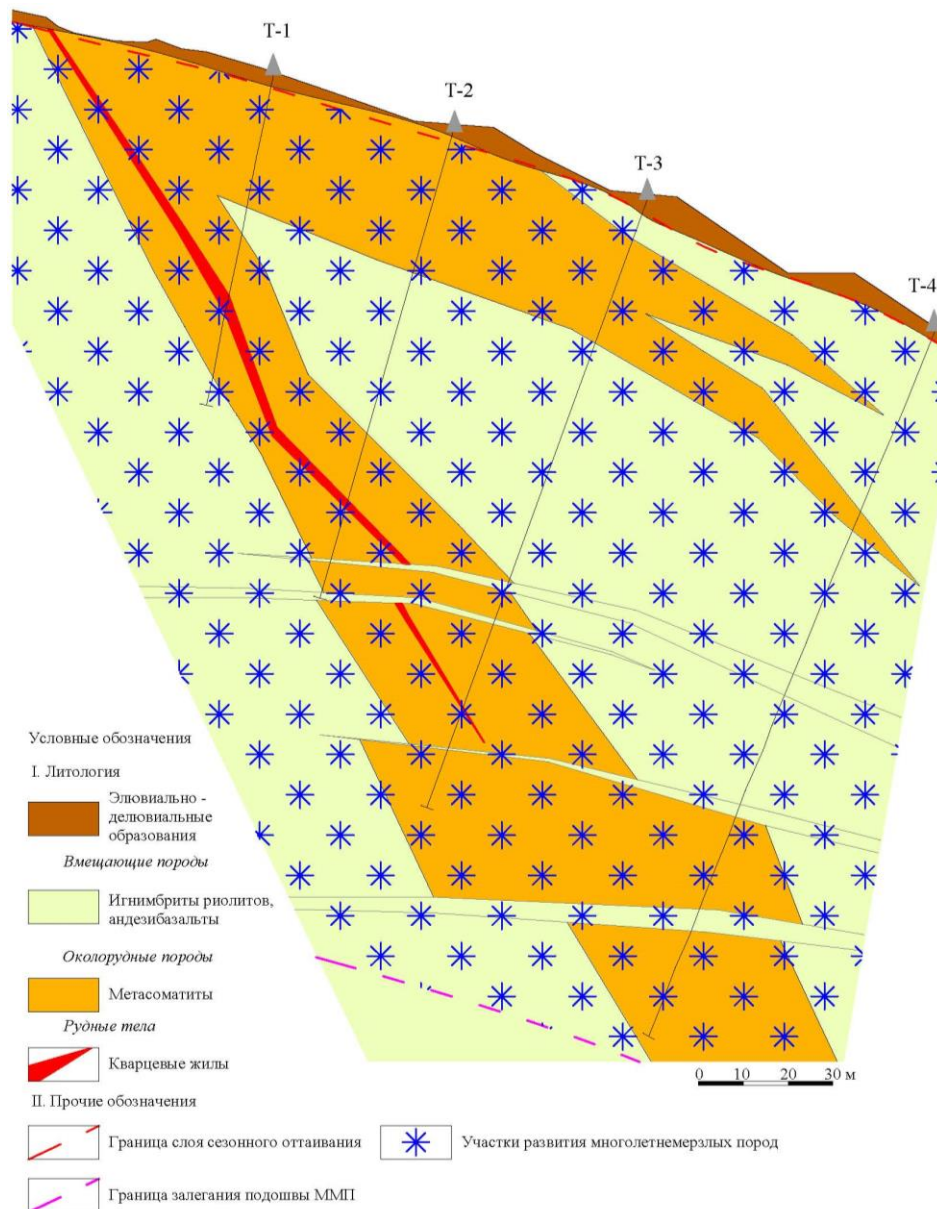 Т-1
Т-2
Т-3
Т-4
Условные обозначения
I. Литология
Элювиально -
делювиальные
образования
Вмещающие породы
Игнимбриты риолитов,
андезибазальты
Околорудные породы
Метасоматиты
Рудные тела
Кварцевые жилы
0 10 20 30 м
II. Прочие обозначения
Граница слоя сезонного оттаивания
Участки развития многолетнемерзлых пород
Граница залегания подошвы ММП